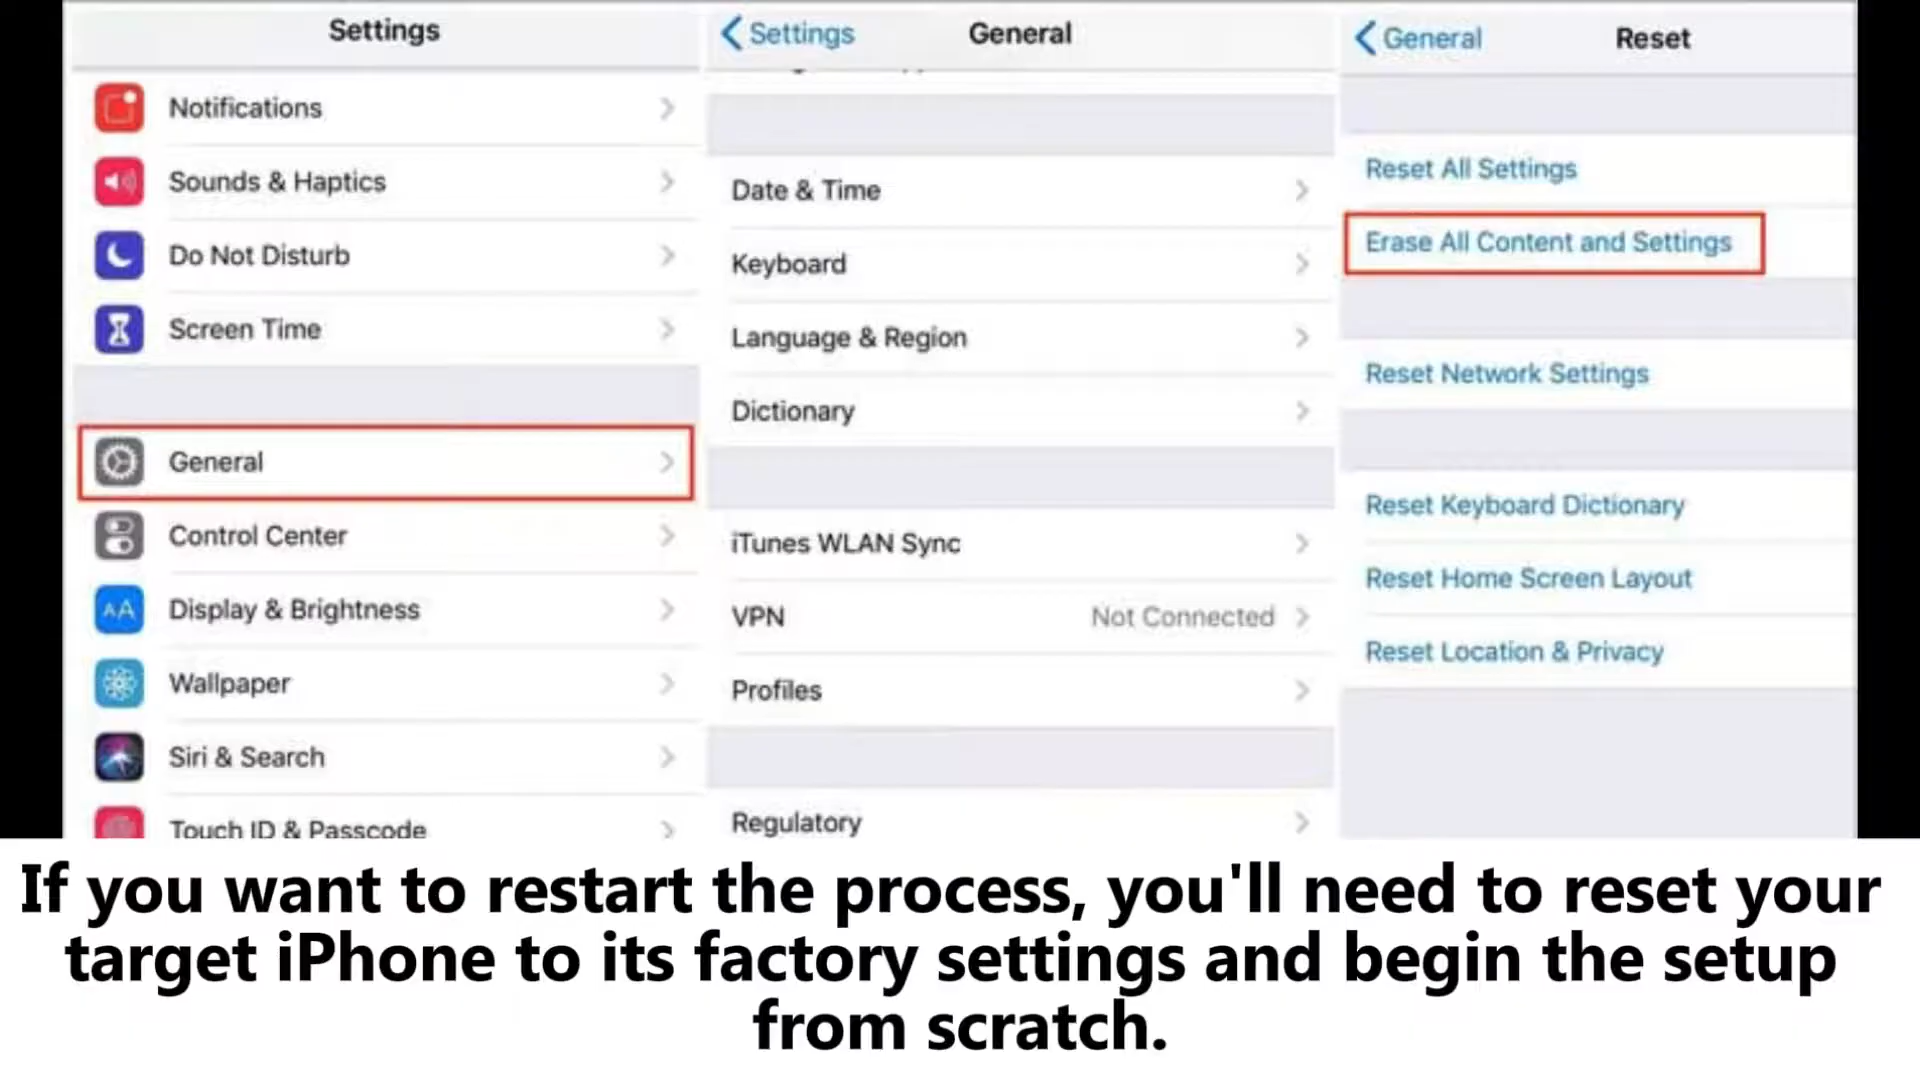 Settings
Notifications
Sounds & Haptics
Do Not Disturb
Screen Time
General
Control Center
Display & Brightness
AA
Wallpaper
Siri & Search
Touch ID & Passcode
Settings
General
Date & Time
Keyboard
Language & Region
Dictionary
iTunes WLAN Sync
VPN Not Connected
Profiles
Regulatory
General
Reset
Reset All Settings
Erase All Content and Settings
Reset Network Settings
Reset Keyboard Dictionary
Reset Home Screen Layout
Reset Location & Privacy
If you want to restart the process, you'll need to reset your
target iPhone to its factory settings and begin the setup
from scratch.